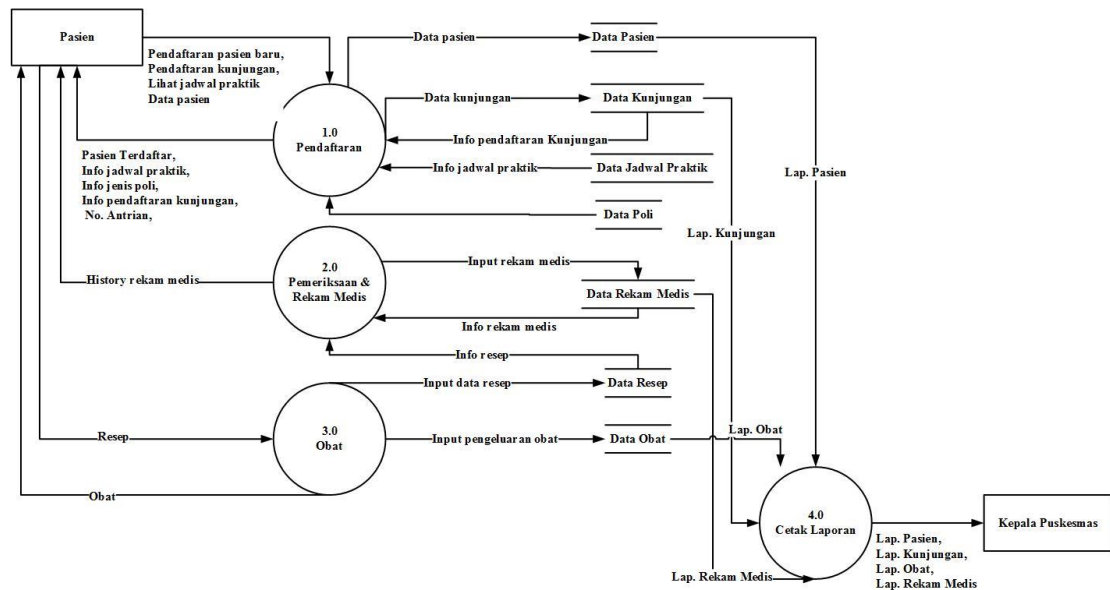 Pasien
Pendaftaran pasien baru,
Pendaftaran kunjungan,
Lihat jadwal praktik
Data pasien
Data pasien
Data Pasien
1.0
Pendaftaran
Data kunjungan
Data Kunjungan
Info pendaftaran Kunjungan
Info jadwal praktik
Data Jadwal Praktik
Lap. Pasien
Pasien Terdaftar,
Info jadwal praktik,
Info jenis poli,
Info pendaftaran kunjungan,
No. Antrian,
Data Poli
Lap. Kunjungan
2.0
Pemeriksaan &
Rekam Medis
History rekam medis
Input rekam medis
Data Rekam Medis
Info rekam medis
Info resep
Input data resep
Data Resep
Resep
3.0
Obat
Input pengeluaran obat
Data Obat
Lap. Obat
Obat
4.0
Cetak Laporan
Kepala Puskesmas
Lap. Pasien,
Lap. Kunjungan,
Lap. Obat,
Lap. Rekam Medis
Lap. Rekam Medis